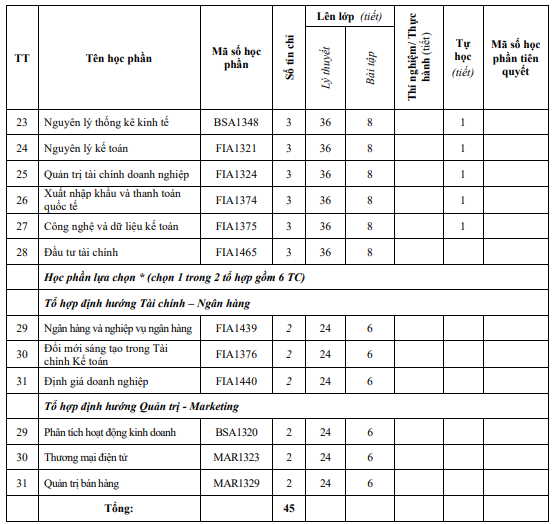 TT Tên học phần Mã số học phần Số tín chỉ Lên lớp (tiết) Lý thuyết Bài tập Thí nghiệm/ Thực hành (tiết) Tự học (tiết) Mã số học phần tiên quyết
23 Nguyên lý thống kê kinh tế BSA1348 3 36 8 1
24 Nguyên lý kế toán FIA1321 3 36 8 1
25 Quản trị tài chính doanh nghiệp FIA1324 3 36 8 1
26 Xuất nhập khẩu và thanh toán quốc tế FIA1374 3 36 8 1
27 Công nghệ và dữ liệu kế toán FIA1375 3 36 8 1
28 Đầu tư tài chính FIA1465 3 36 8
Học phần lựa chọn * (chọn 1 trong 2 tổ hợp gồm 6 TC)
Tổ hợp định hướng Tài chính – Ngân hàng
29 Ngân hàng và nghiệp vụ ngân hàng FIA1439 2 24 6
30 Đổi mới sáng tạo trong Tài chính Kế toán FIA1376 2 24 6
31 Định giá doanh nghiệp FIA1440 2 24 6
Tổ hợp định hướng Quản trị - Marketing
29 Phân tích hoạt động kinh doanh BSA1320 2 24 6
30 Thương mại điện tử MAR1323 2 24 6
31 Quản trị bán hàng MAR1329 2 24 6
Tổng: 45